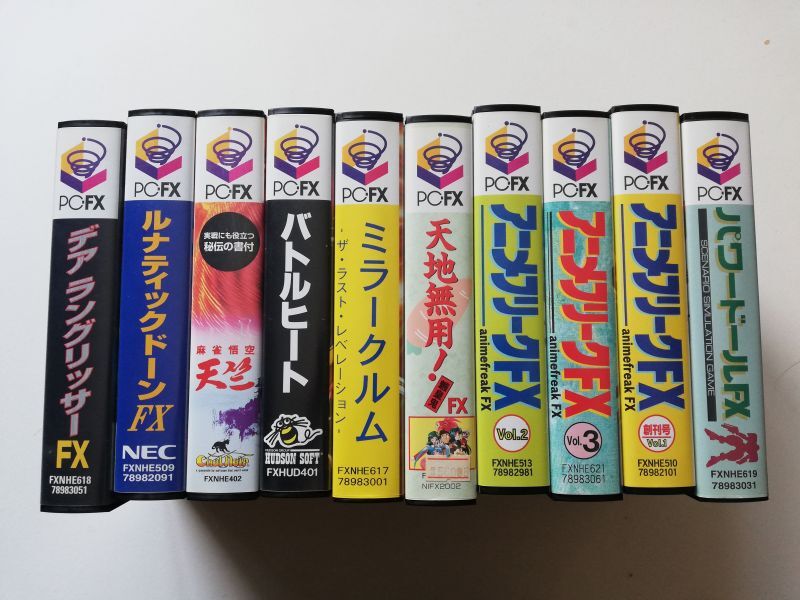 PC-FX
デア ラングリッサー
FX
FXNHE618
78983051
PC-FX
ルナティックドーン
FX
NEC
FXNHE509
78982091
PC-FX
実戦にも役立つ
秘伝の書付
麻雀悟空
天竺
FXNHE402
PC-FX
バトルヒート
HUDSON GROUP
HUDSON SOFT
FXHUD401
PC-FX
ミラークルム
-ザ・ラスト・レベレーション-
FXNHE617
78983001
PC-FX
天地無用!
魎皇鬼
FX
NIFX2002
PC-FX
アニメフリークFX
animefreak FX
Vol.2
FXNHE513
78982981
PC-FX
アニメフリークFX
animefreak FX
Vol.3
FXNHE621
78983061
PC-FX
アニメフリークFX
animefreak FX
創刊号
Vol.1
FXNHE510
78982101
PC-FX
パワードールFX
SCENARIO SIMULATION GAME
FXNHE619
78983031